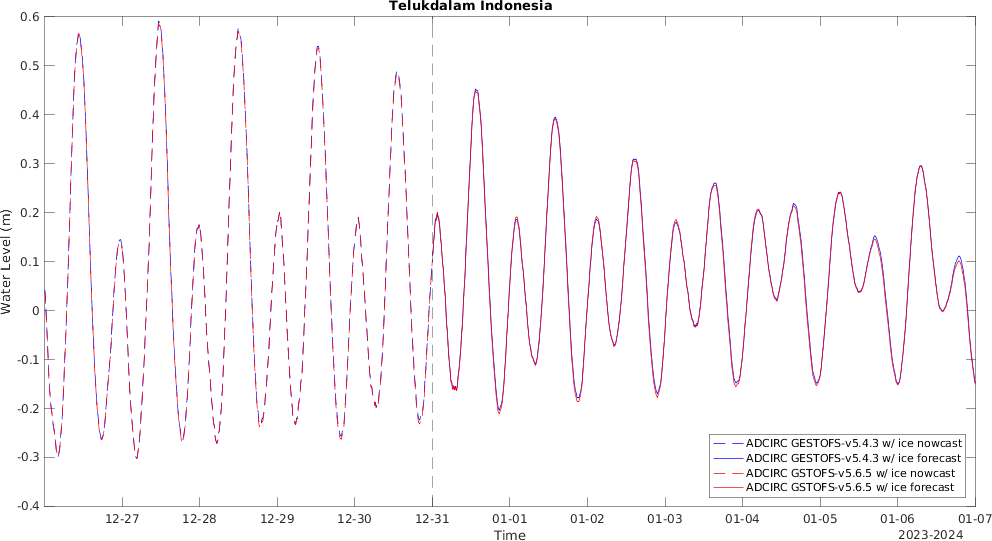 Telukdalam Indonesia
0.6
0.5
0.4
0.3
0.2
0.1
0
-0.1
-0.2
-0.3
-0.4
Water Level (m)
ADCIRC GESTOFS-v5.4.3 w/ ice nowcast
ADCIRC GESTOFS-v5.4.3 w/ ice forecast
ADCIRC GSTOFS-v5.6.5 w/ ice nowcast
ADCIRC GSTOFS-v5.6.5 w/ ice forecast
12-27 12-28 12-29 12-30 12-31 01-01 01-02 01-03 01-04 01-05 01-06 01-07
Time
2023-2024